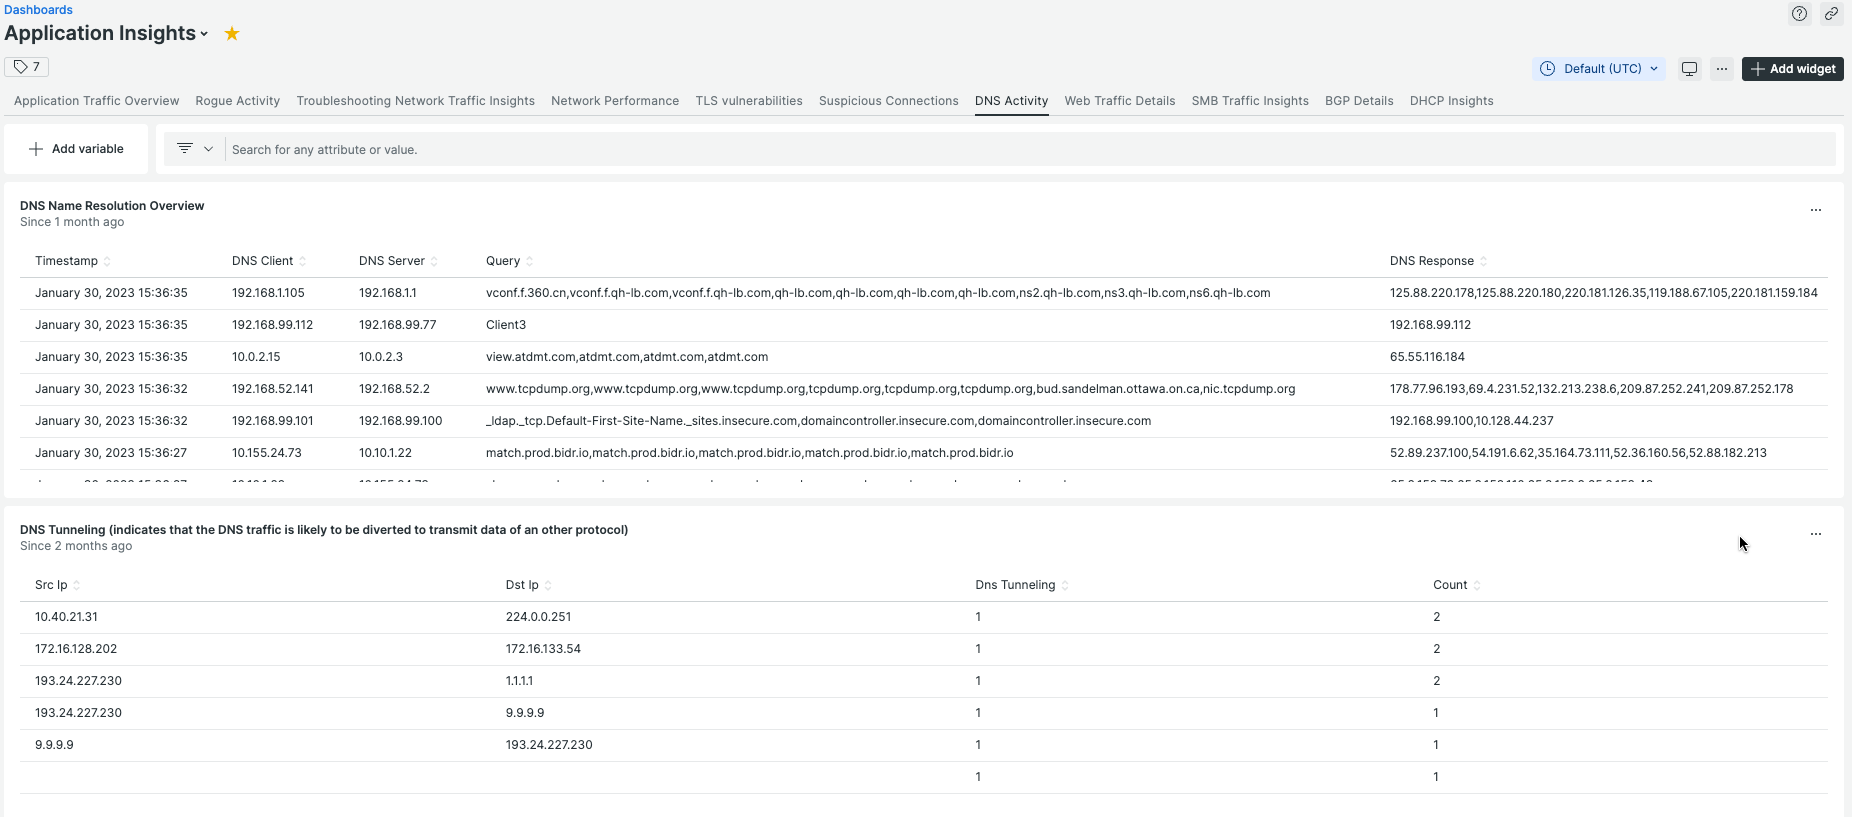 Dashboards
Application Insights
7
Default (UTC)
Add widget
Application Traffic Overview Rogue Activity Troubleshooting Network Traffic Insights Network Performance TLS vulnerabilities Suspicious Connections DNS Activity Web Traffic Details SMB Traffic Insights BGP Details DHCP Insights
Add variable
Search for any attribute or value.
DNS Name Resolution Overview
Since 1 month ago
Timestamp DNS Client DNS Server Query DNS Response
January 30, 2023 15:36:35 192.168.1.105 192.168.1.1 vconf.f.360.cn,vconf.f.qh-lb.com,vconf.f.qh-lb.com,qh-lb.com,qh-lb.com,qh-lb.com,qh-lb.com,ns2.qh-lb.com,ns3.qh-lb.com,ns6.qh-lb.com 125.88.220.178,125.88.220.180,220.181.126.35,119.188.67.105,220.181.159.184
January 30, 2023 15:36:35 192.168.99.112 192.168.99.77 Client3 192.168.99.112
January 30, 2023 15:36:35 10.0.2.15 10.0.2.3 view.atdmt.com,atdmt.com,atdmt.com,atdmt.com 65.55.116.184
January 30, 2023 15:36:32 192.168.52.141 192.168.52.2 www.tcpdump.org,www.tcpdump.org,www.tcpdump.org,tcpdump.org,tcpdump.org,tcpdump.org,bud.sandelman.ottawa.on.ca,nic.tcpdump.org 178.77.96.193,69.4.231.52,132.213.238.6,209.87.252.241,209.87.252.178
January 30, 2023 15:36:32 192.168.99.101 192.168.99.100 _ldap._tcp.Default-First-Site-Name._sites.insecure.com,domaincontroller.insecure.com,domaincontroller.insecure.com 192.168.99.100,10.128.44.237
January 30, 2023 15:36:27 10.155.24.73 10.10.1.22 match.prod.bidr.io,match.prod.bidr.io,match.prod.bidr.io,match.prod.bidr.io,match.prod.bidr.io 52.89.237.100,54.191.6.62,35.164.73.111,52.36.160.56,52.88.182.213
DNS Tunneling (indicates that the DNS traffic is likely to be diverted to transmit data of an other protocol)
Since 2 months ago
Src Ip Dst Ip Dns Tunneling Count
10.40.21.31 224.0.0.251 1 2
172.16.128.202 172.16.133.54 1 2
193.24.227.230 1.1.1.1 1 2
193.24.227.230 9.9.9.9 1 1
9.9.9.9 193.24.227.230 1 1
1 1